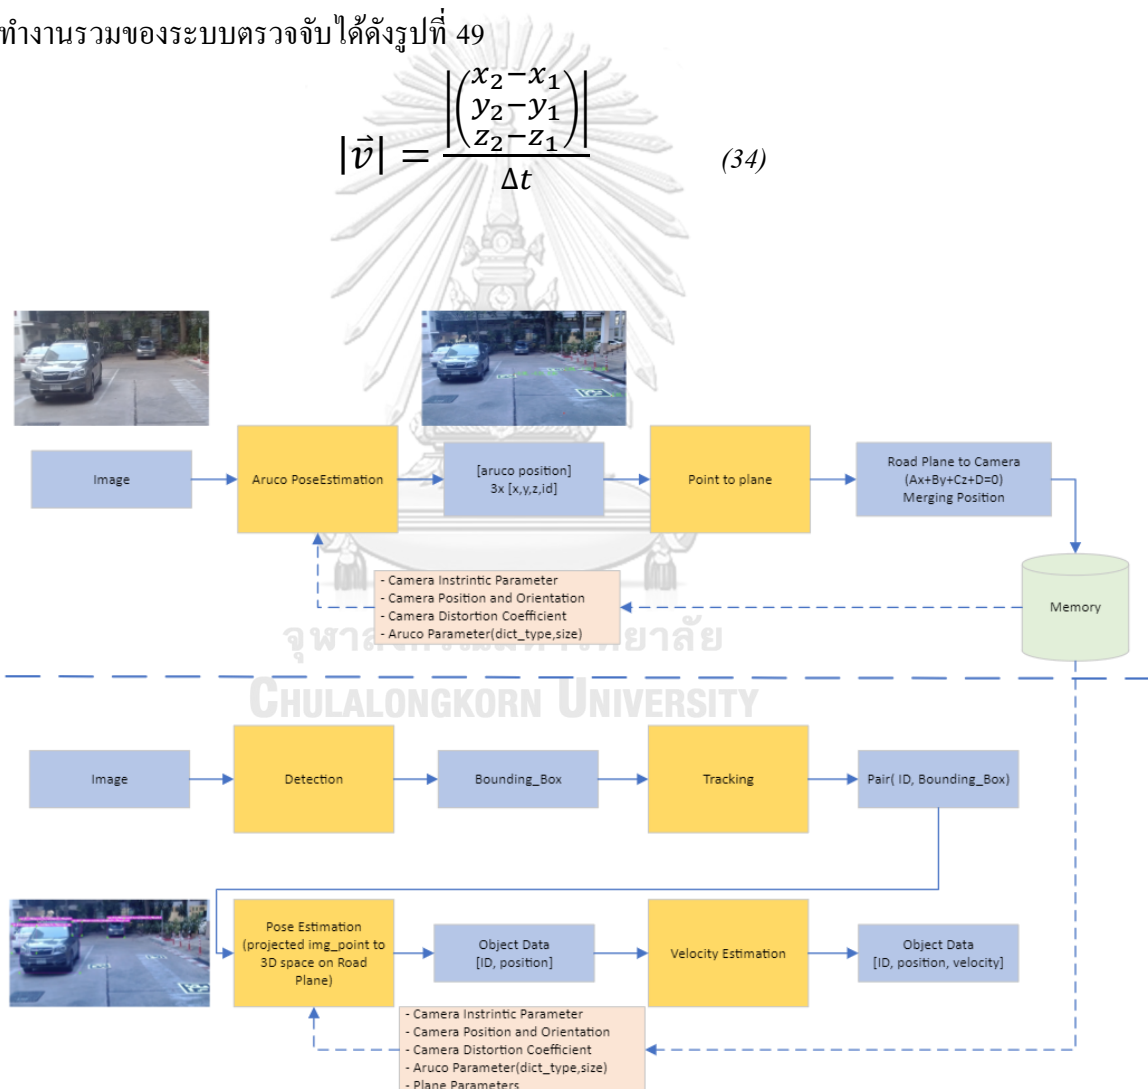 ทำงานรวมของระบบตรวจจับได้ดังรูปที่ 49
|v⃗| = |(x₂−x₁ y₂−y₁ z₂−z₁)| / Δt (34)
Image
Aruco PoseEstimation
[aruco position]
3x [x,y,z,id]
Point to plane
Road Plane to Camera
(Ax+By+Cz+D=0)
Merging Position
- Camera Instrintic Parameter
- Camera Position and Orientation
- Camera Distortion Coefficient
- Aruco Parameter(dict_type,size)
Memory
จุฬาลงกรณ์มหาวิทยาลัย
CHULALONGKORN UNIVERSITY
Image
Detection
Bounding_Box
Tracking
Pair( ID, Bounding_Box)
Pose Estimation
(projected img_point to
3D space on Road
Plane)
Object Data
[ID, position]
Velocity Estimation
Object Data
[ID, position, velocity]
- Camera Instrintic Parameter
- Camera Position and Orientation
- Camera Distortion Coefficient
- Aruco Parameter(dict_type,size)
- Plane Parameters